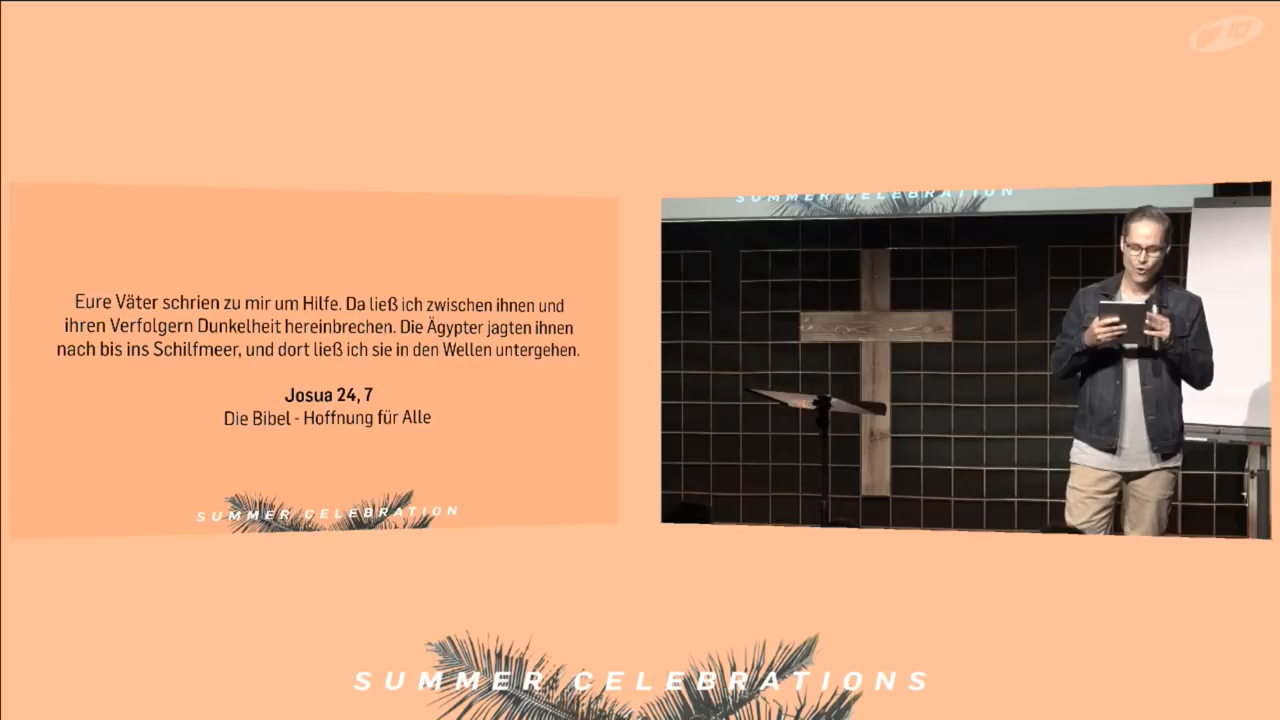 SUMMER CELEBRATION
Eure Väter schrien zu mir um Hilfe. Da ließ ich zwischen ihnen und
ihren Verfolgern Dunkelheit hereinbrechen. Die Ägypter jagten ihnen
nach bis ins Schilfmeer, und dort ließ ich sie in den Wellen untergehen.
Josua 24, 7
Die Bibel - Hoffnung für Alle
SUMMER CELEBRATION
SUMMER CELEBRATIONS